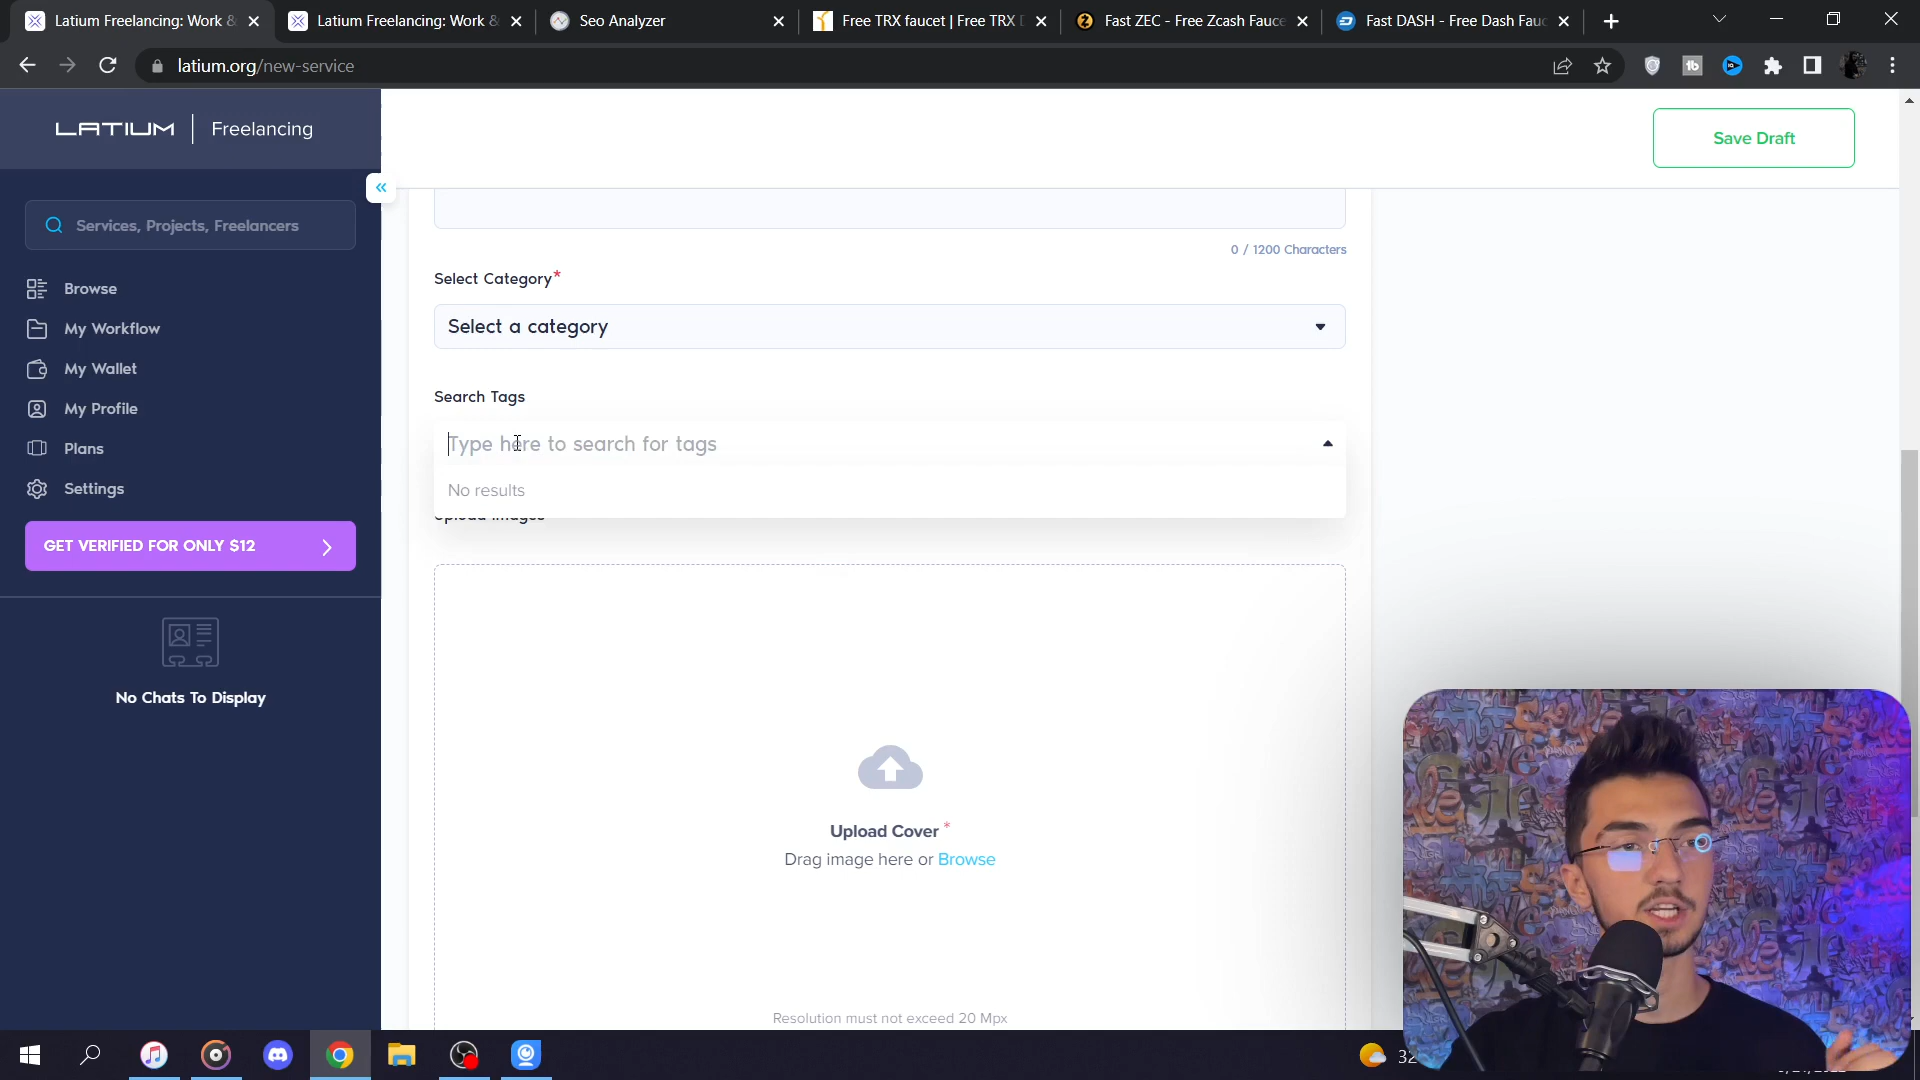 Latium Freelancing: Work &
Latium Freelancing: Work &
Seo Analyzer
Free TRX faucet | Free TRX D
Fast ZEC - Free Zcash Fauce
Fast DASH - Free Dash Fauc
latium.org/new-service
LATIUM | Freelancing
Save Draft
Services, Projects, Freelancers
Browse
My Workflow
My Wallet
My Profile
Plans
Settings
GET VERIFIED FOR ONLY $12
No Chats To Display
0 / 1200 Characters
Select Category*
Select a category
Search Tags
Type here to search for tags
No results
Upload Images
Upload Cover *
Drag image here or Browse
Resolution must not exceed 20 Mpx